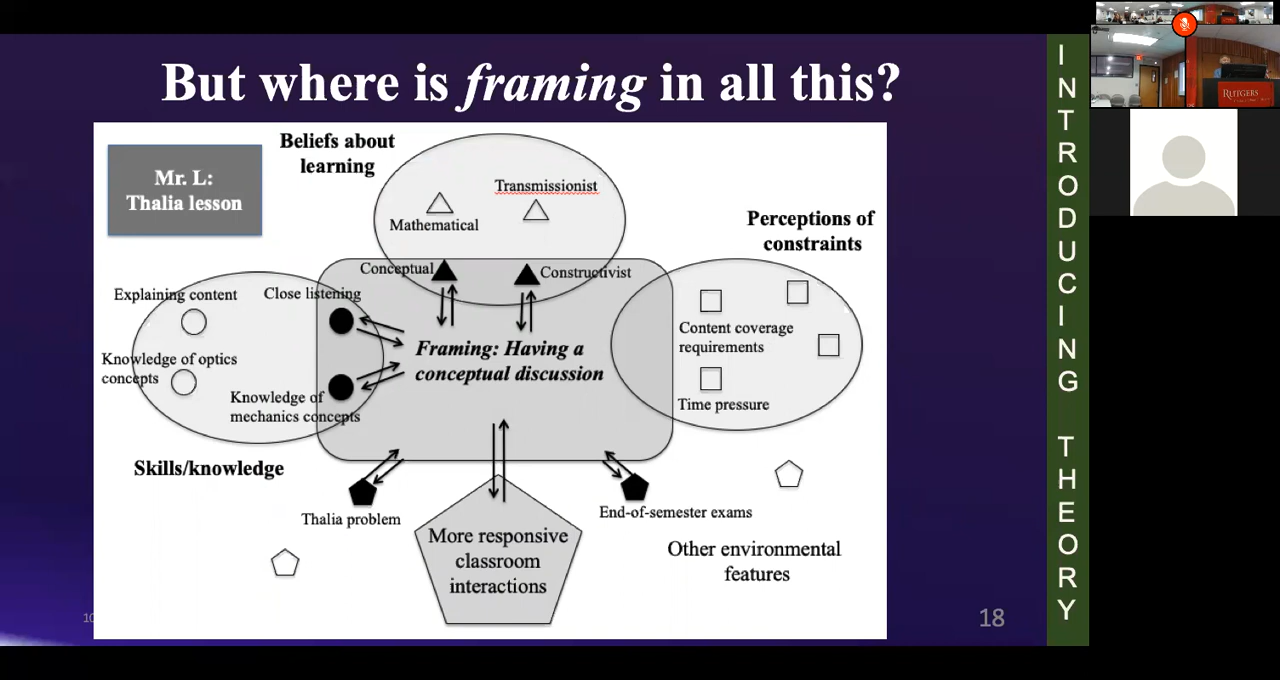 But where is framing in all this?
Mr. L:
Thalia lesson
Beliefs about
learning
Transmissionist
Mathematical
Perceptions of
constraints
Conceptual
Constructivist
Explaining content
Close listening
Content coverage
requirements
Framing: Having a
conceptual discussion
Knowledge of optics
concepts
Knowledge of
mechanics concepts
Time pressure
Skills/knowledge
Thalia problem
End-of-semester exams
More responsive
classroom
interactions
Other environmental
features
10
18
INTRODUCING THEORY
RUTGERS